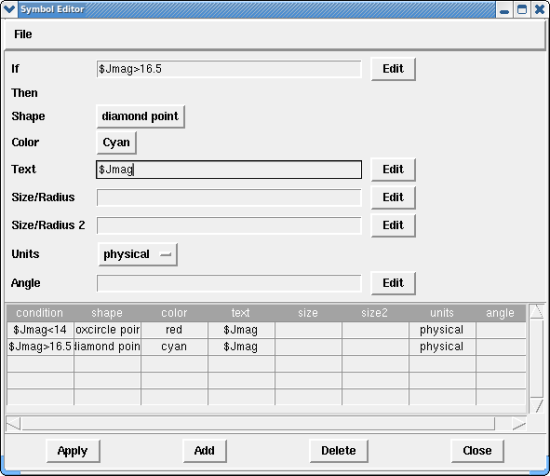 Symbol Editor
File
If $Jmag>16.5 Edit
Then
Shape diamond point
Color Cyan
Text $Jmag Edit
Size/Radius Edit
Size/Radius 2 Edit
Units physical
Angle Edit
condition shape color text size size2 units angle
$Jmag<14 oxcircle poin red $Jmag physical
$Jmag>16.5 iamond poin cyan $Jmag physical
Apply Add Delete Close